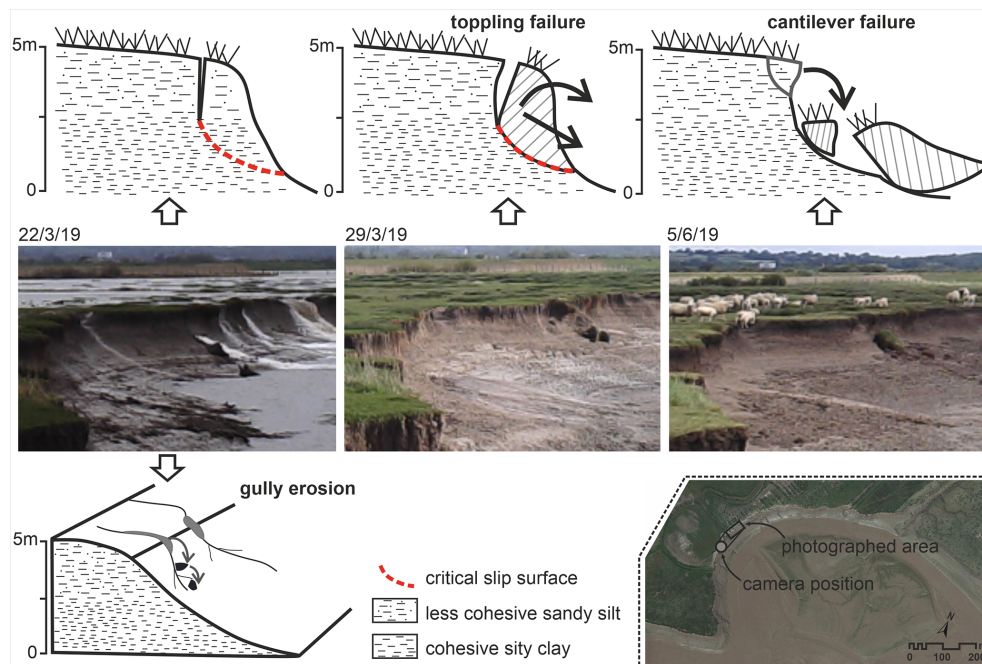 toppling failure
cantilever failure
5m
0
5m
0
5m
0
22/3/19
29/3/19
5/6/19
gully erosion
5m
0
critical slip surface
less cohesive sandy silt
cohesive sity clay
photographed area
camera position
N
0 100 200